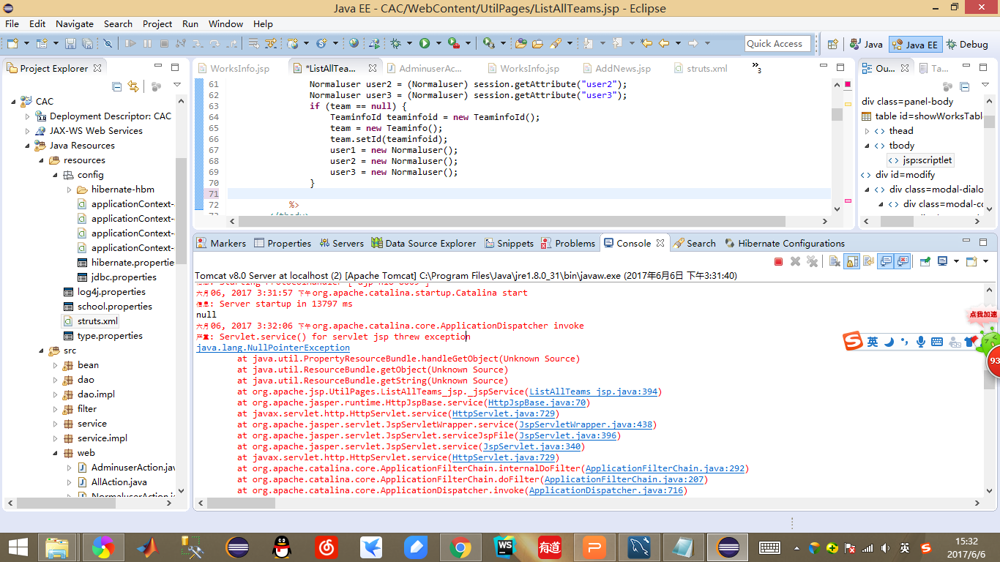 Java EE - CAC/WebContent/UtilPages/ListAllTeams.jsp - Eclipse
File Edit Navigate Search Project Run Window Help
Quick Access
Java
Java EE
Debug
Project Explorer
WorksInfo.jsp
*ListAllTea...
AdminuserAc...
WorksInfo.jsp
AddNews.jsp
struts.xml
»3
Ou...
Ta...
CAC
Deployment Descriptor: CAC
JAX-WS Web Services
Java Resources
resources
config
hibernate-hbm
applicationContext-
applicationContext-
applicationContext-
applicationContext-
hibernate.propertie
jdbc.properties
log4j.properties
school.properties
struts.xml
type.properties
src
bean
dao
dao.impl
filter
service
service.impl
web
AdminuserAction.jav
AllAction.java
61 Normaluser user2 = (Normaluser) session.getAttribute("user2");
62 Normaluser user3 = (Normaluser) session.getAttribute("user3");
63 if (team == null) {
64 TeaminfoId teaminfoid = new TeaminfoId();
65 team = new Teaminfo();
66 team.setId(teaminfoid);
67 user1 = new Normaluser();
68 user2 = new Normaluser();
69 user3 = new Normaluser();
70 }
71
72 %>
div class=panel-body
table id=showWorksTabl
thead
tbody
jsp:scriptlet
div id=modify
div class=modal-dialo
div class=modal-co
Markers
Properties
Servers
Data Source Explorer
Snippets
Problems
Console
Search
Hibernate Configurations
Tomcat v8.0 Server at localhost (2) [Apache Tomcat] C:\Program Files\Java\jre1.8.0_31\bin\javaw.exe (2017年6月6日 下午3:31:40)
六月 06, 2017 3:31:57 下午 org.apache.catalina.startup.Catalina start
信息: Server startup in 13797 ms
null
六月 06, 2017 3:32:06 下午 org.apache.catalina.core.ApplicationDispatcher invoke
严重: Servlet.service() for servlet jsp threw exception
java.lang.NullPointerException
at java.util.PropertyResourceBundle.handleGetObject(Unknown Source)
at java.util.ResourceBundle.getObject(Unknown Source)
at java.util.ResourceBundle.getString(Unknown Source)
at org.apache.jsp.UtilPages.ListAllTeams_jsp._jspService(ListAllTeams_jsp.java:394)
at org.apache.jasper.runtime.HttpJspBase.service(HttpJspBase.java:70)
at javax.servlet.http.HttpServlet.service(HttpServlet.java:729)
at org.apache.jasper.servlet.JspServletWrapper.service(JspServletWrapper.java:438)
at org.apache.jasper.servlet.JspServlet.serviceJspFile(JspServlet.java:396)
at org.apache.jasper.servlet.JspServlet.service(JspServlet.java:340)
at javax.servlet.http.HttpServlet.service(HttpServlet.java:729)
at org.apache.catalina.core.ApplicationFilterChain.internalDoFilter(ApplicationFilterChain.java:292)
at org.apache.catalina.core.ApplicationFilterChain.doFilter(ApplicationFilterChain.java:207)
at org.apache.catalina.core.ApplicationDispatcher.invoke(ApplicationDispatcher.java:716)
点我加速
英
93
WS
有道
英
15:32
2017/6/6